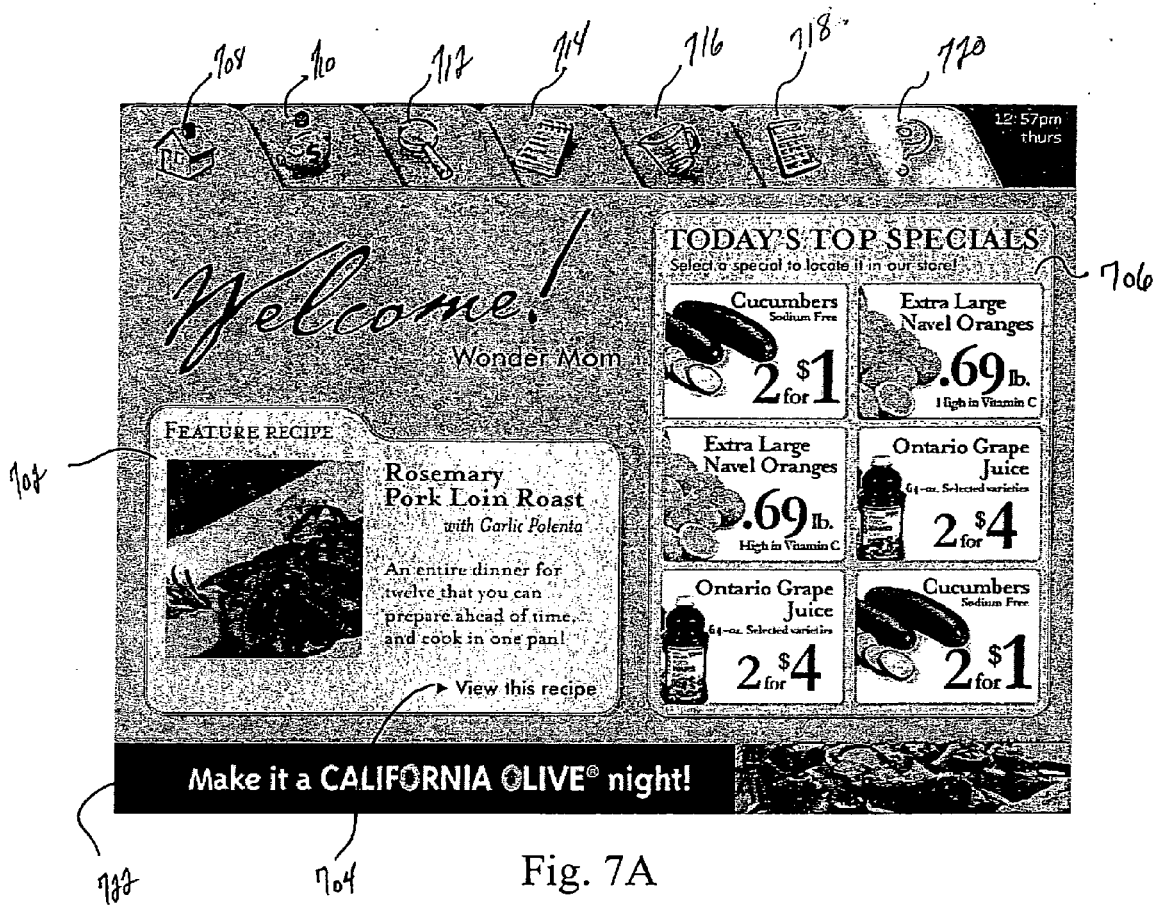 708 710 712 714 716 718 720
12:57pm
thurs
Welcome!
Wonder Mom
TODAY'S TOP SPECIALS
Select a special to locate it in our store!
706
Cucumbers
Sodium Free
2 for $1
Extra Large
Navel Oranges
.69 lb.
High in Vitamin C
Extra Large
Navel Oranges
.69 lb.
High in Vitamin C
Ontario Grape
Juice
64-oz. Selected varieties
2 for $4
Ontario Grape
Juice
64-oz. Selected varieties
2 for $4
Cucumbers
Sodium Free
2 for $1
702
FEATURE RECIPE
Rosemary
Pork Loin Roast
with Garlic Polenta
An entire dinner for
twelve that you can
prepare ahead of time,
and cook in one pan!
► View this recipe
Make it a CALIFORNIA OLIVE® night!
722
704
Fig. 7A